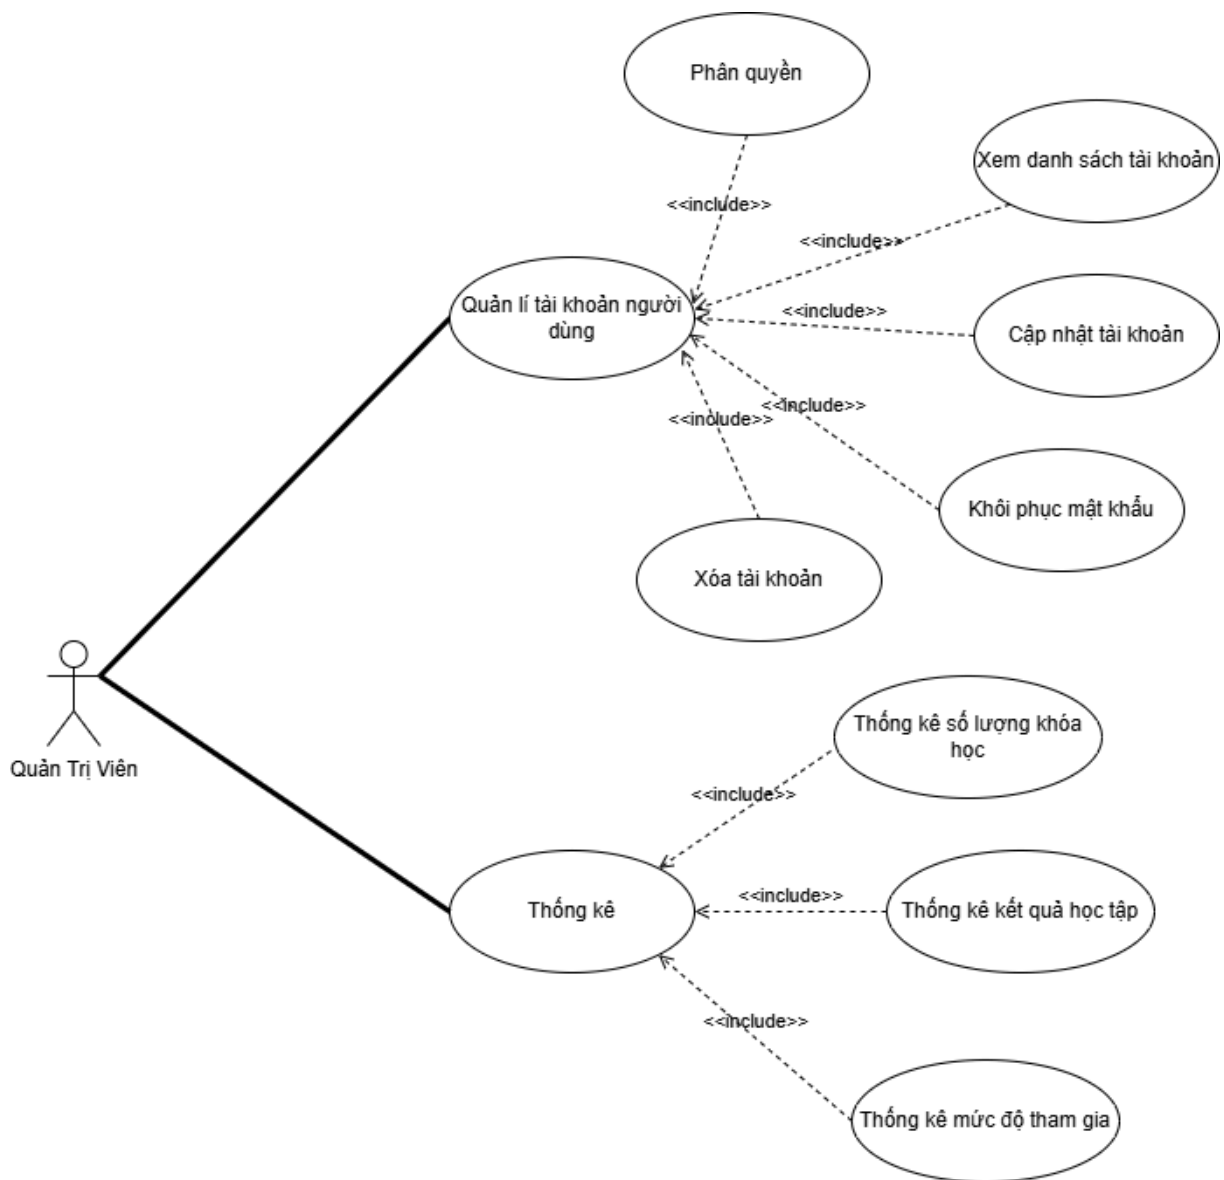 Phân quyền
Xem danh sách tài khoản
<<include>>
<<include>>
Quản lí tài khoản người
dùng
<<include>>
Cập nhật tài khoản
<<include>>
<<include>>
Khôi phục mật khẩu
Xóa tài khoản
Quản Trị Viên
Thống kê số lượng khóa
học
<<include>>
Thống kê
<<include>>
Thống kê kết quả học tập
<<include>>
Thống kê mức độ tham gia